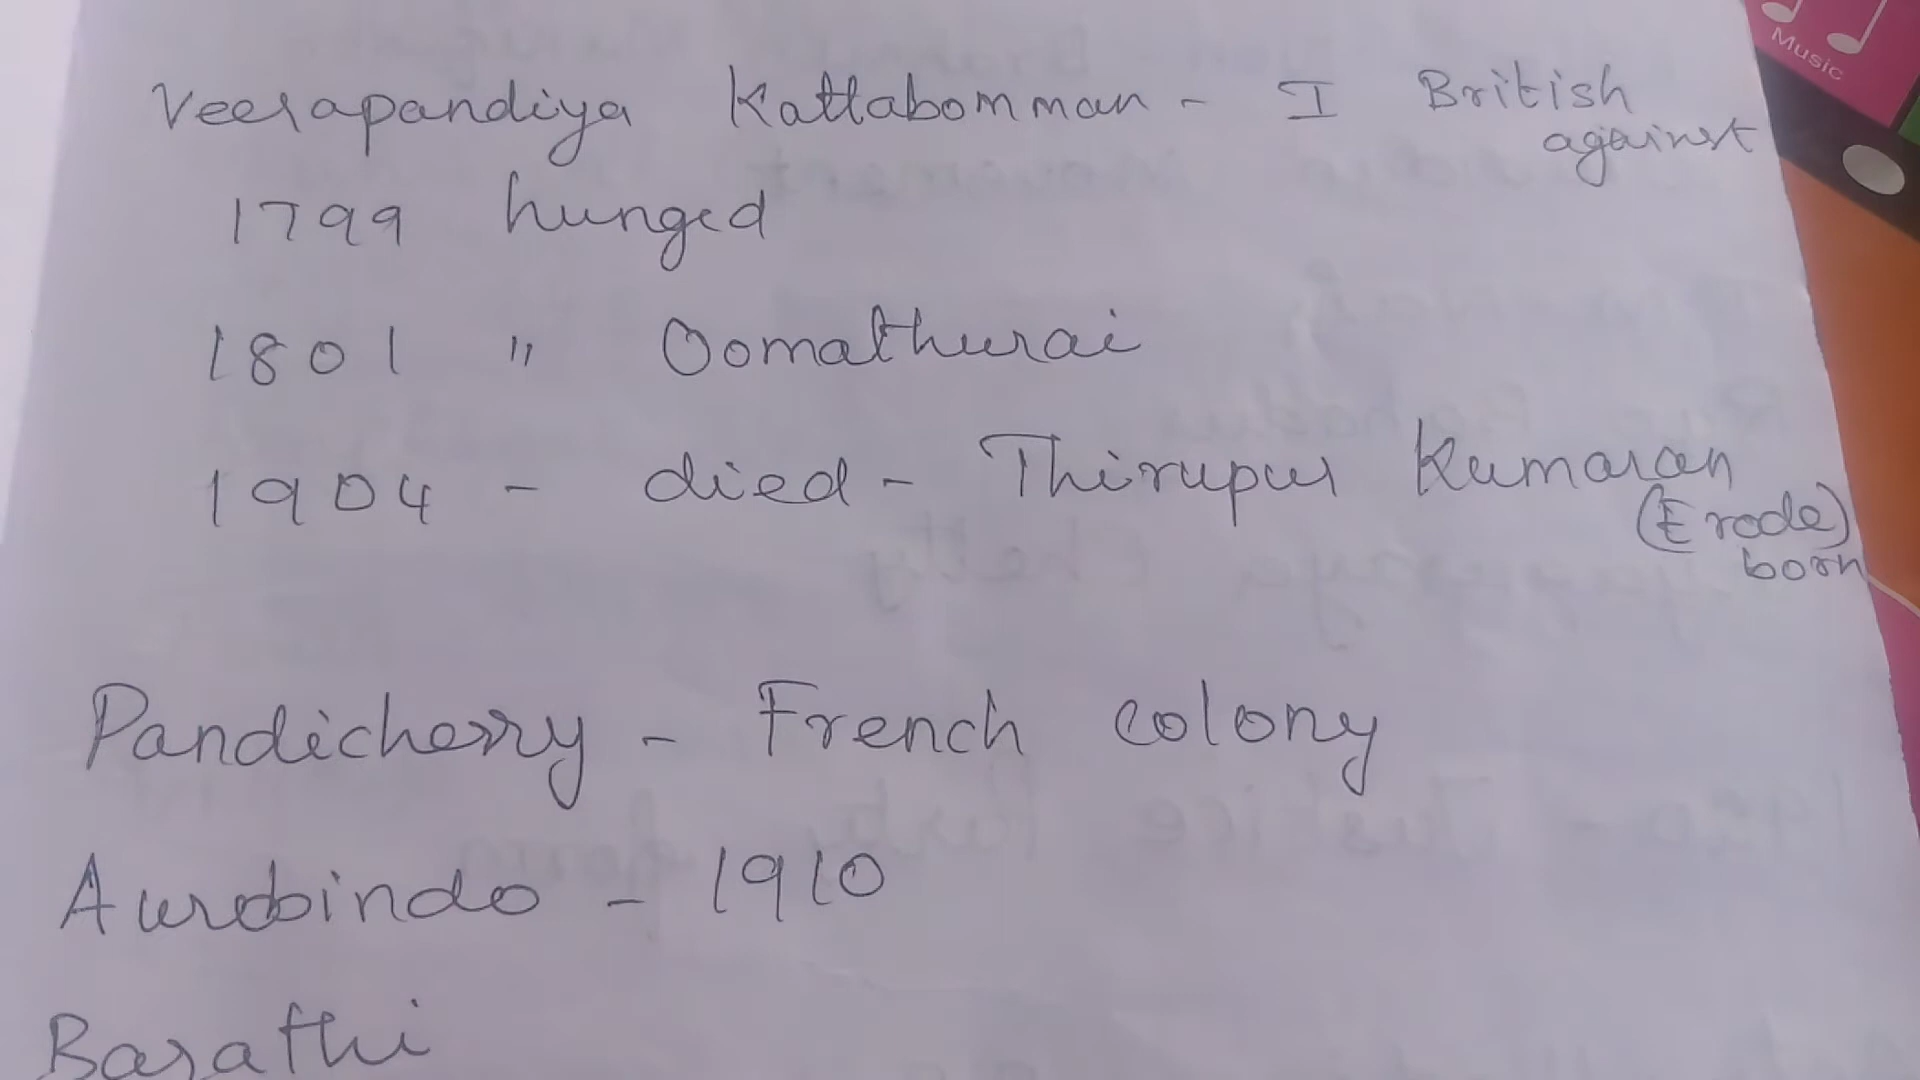 Music
Veerapandiya Kattabomman - I British
against
1799 hunged
1801 " Oomathurai
1904 - died - Thirupur Kumaran
(Erode)
born
Pandicherry - French colony
Aurobindo - 1910
Barathi